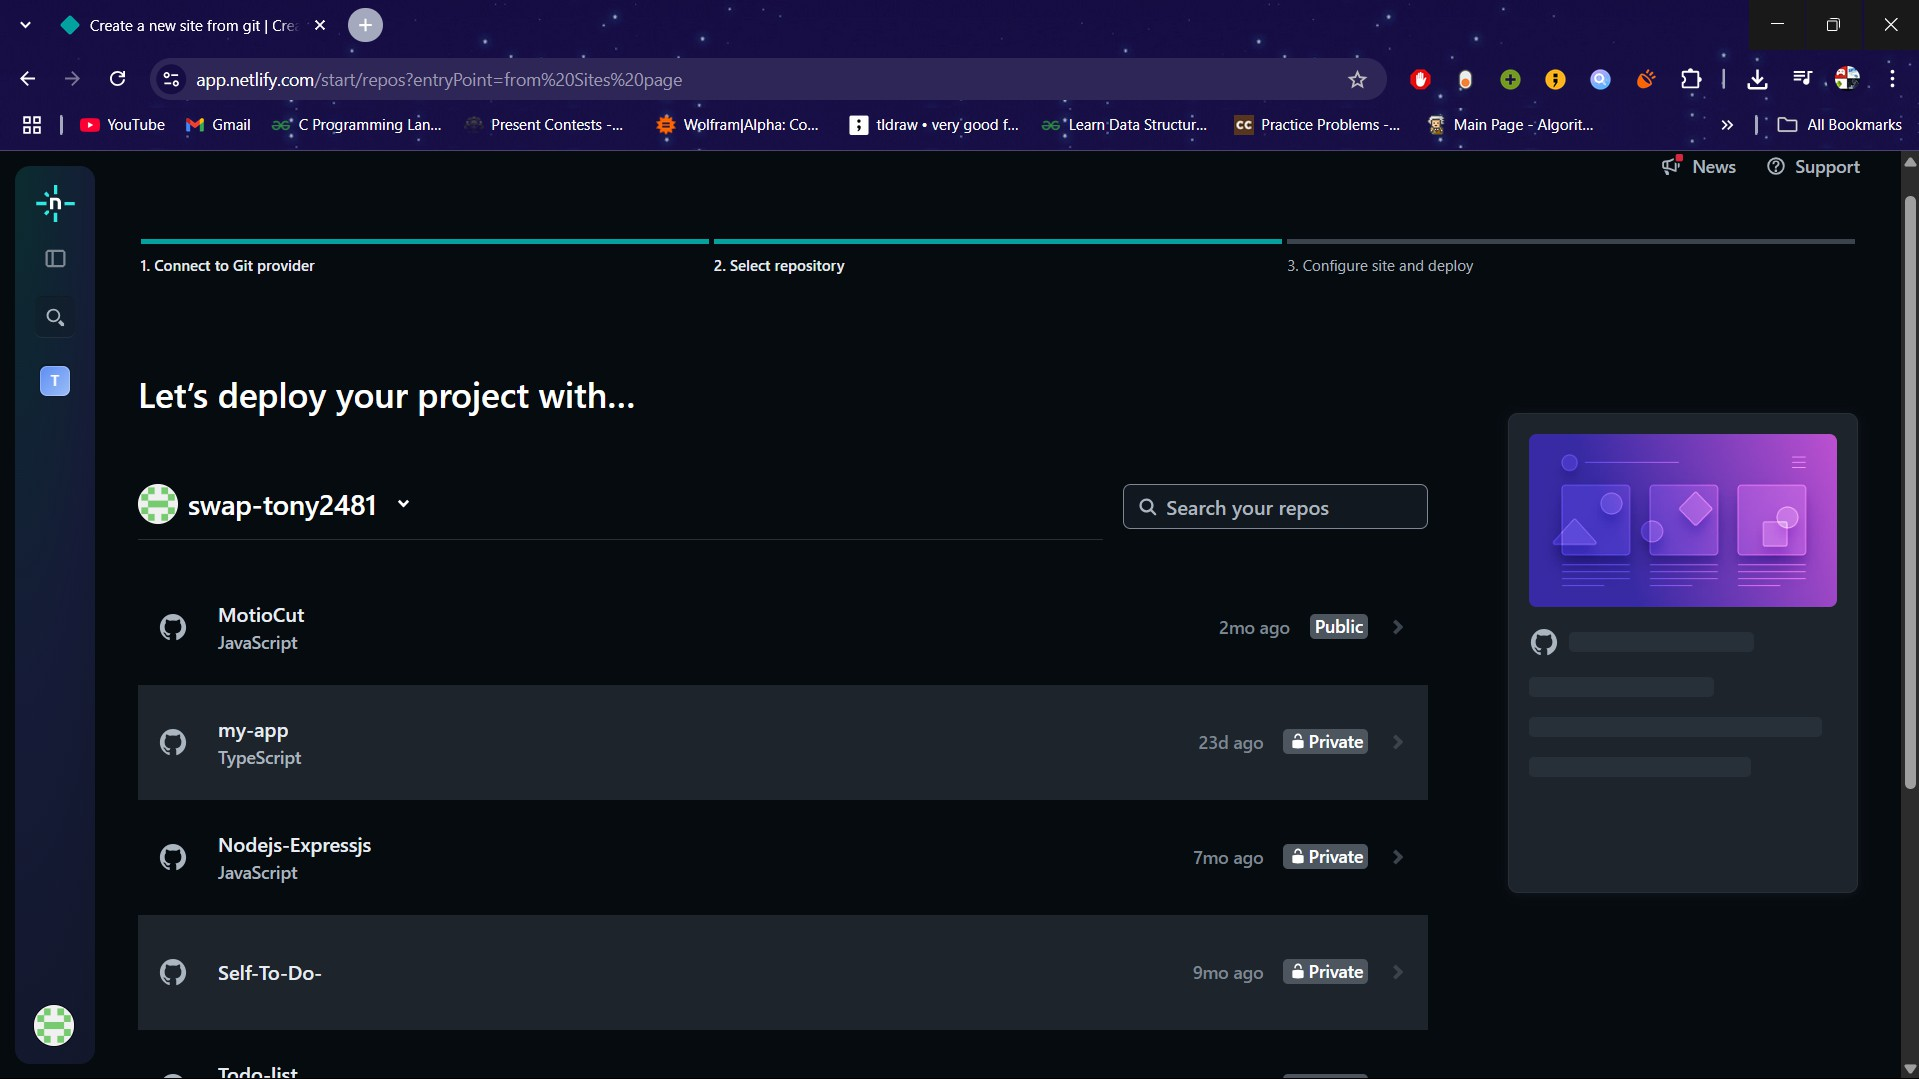 Create a new site from git | Cre
app.netlify.com/start/repos?entryPoint=from%20Sites%20page
YouTube
Gmail
C Programming Lan...
Present Contests -...
Wolfram|Alpha: Co...
tldraw • very good f...
Learn Data Structur...
CC Practice Problems -...
Main Page - Algorit...
All Bookmarks
n
News
Support
1. Connect to Git provider
2. Select repository
3. Configure site and deploy
T
Let's deploy your project with...
swap-tony2481
Search your repos
MotioCut
JavaScript
2mo ago
Public
my-app
TypeScript
23d ago
Private
Nodejs-Expressjs
JavaScript
7mo ago
Private
Self-To-Do-
9mo ago
Private
Todo-list